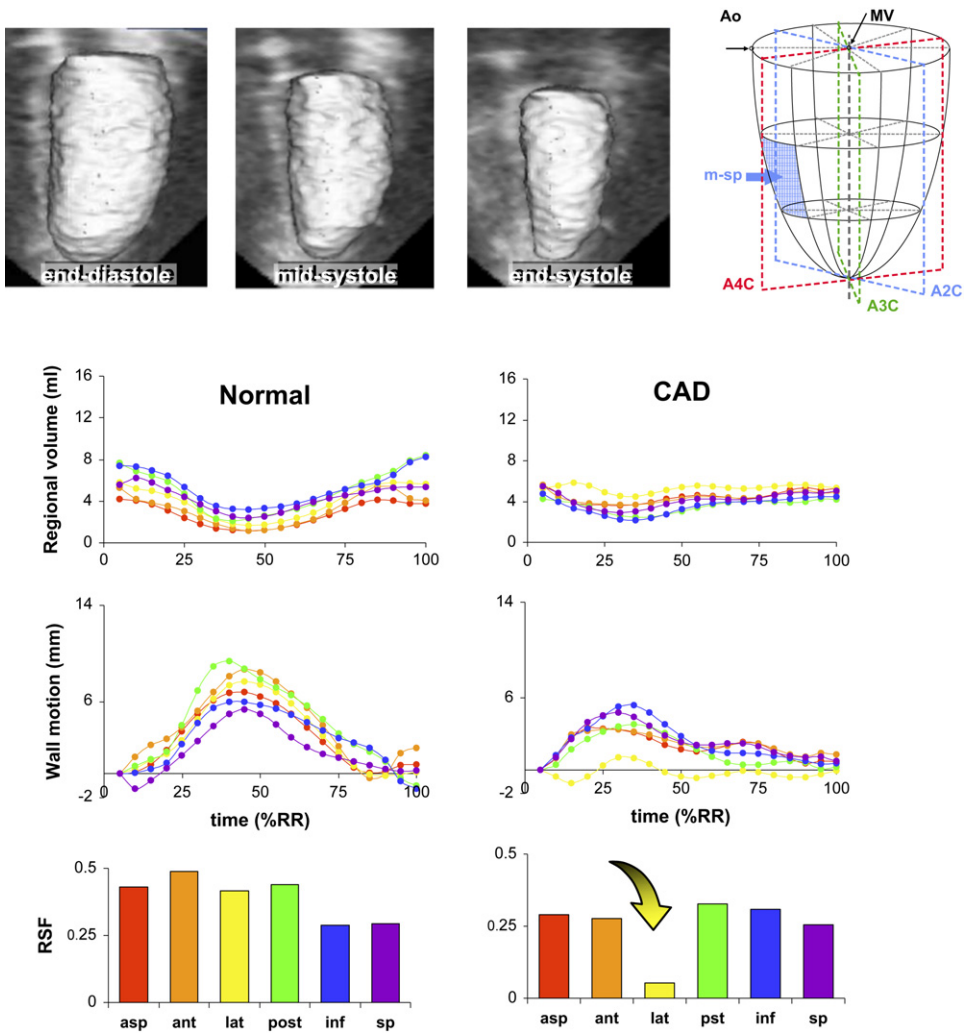 Ao
MV
m-sp
A4C
A2C
A3C
end-diastole
mid-systole
end-systole
Normal
CAD
Regional volume (ml)
16
12
8
4
0
0
25
50
75
100
16
12
8
4
0
0
25
50
75
100
Wall motion (mm)
14
6
-2
0
25
50
75
100
time (%RR)
14
6
-2
0
25
50
75
100
time (%RR)
RSF
0.5
0.25
0
asp
ant
lat
post
inf
sp
0.5
0.25
0
asp
ant
lat
pst
inf
sp